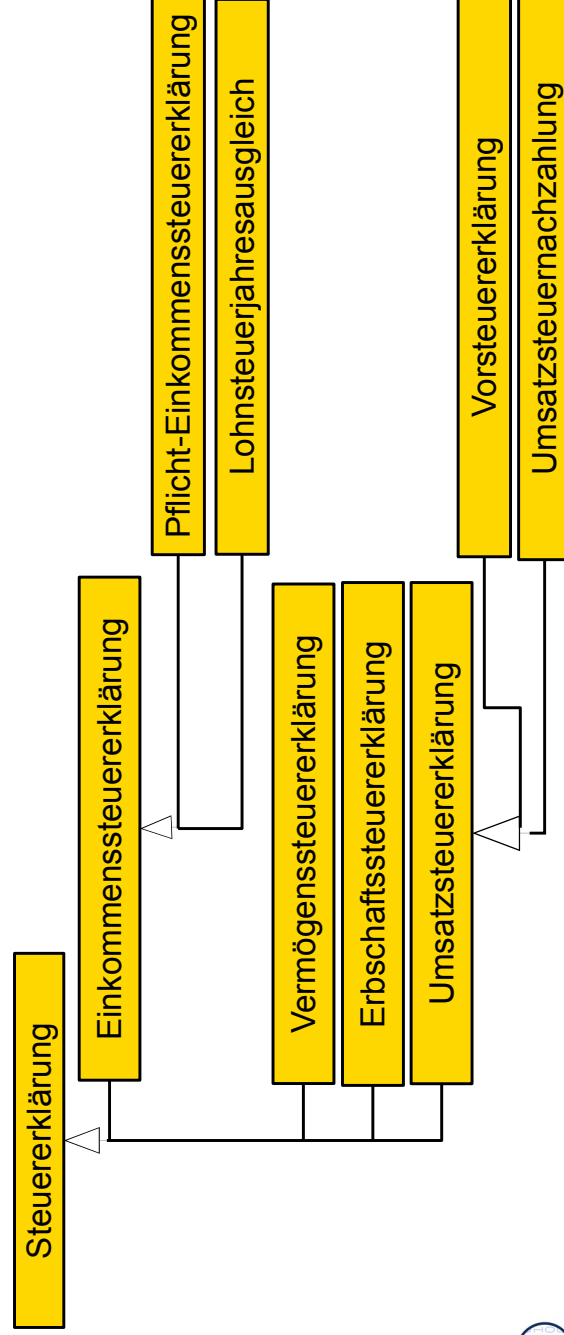 Steuererklärung
Einkommenssteuererklärung
Pflicht-Einkommenssteuererklärung
Lohnsteuerjahresausgleich
Vermögenssteuererklärung
Erbschaftssteuererklärung
Umsatzsteuererklärung
Vorsteuererklärung
Umsatzsteuernachzahlung